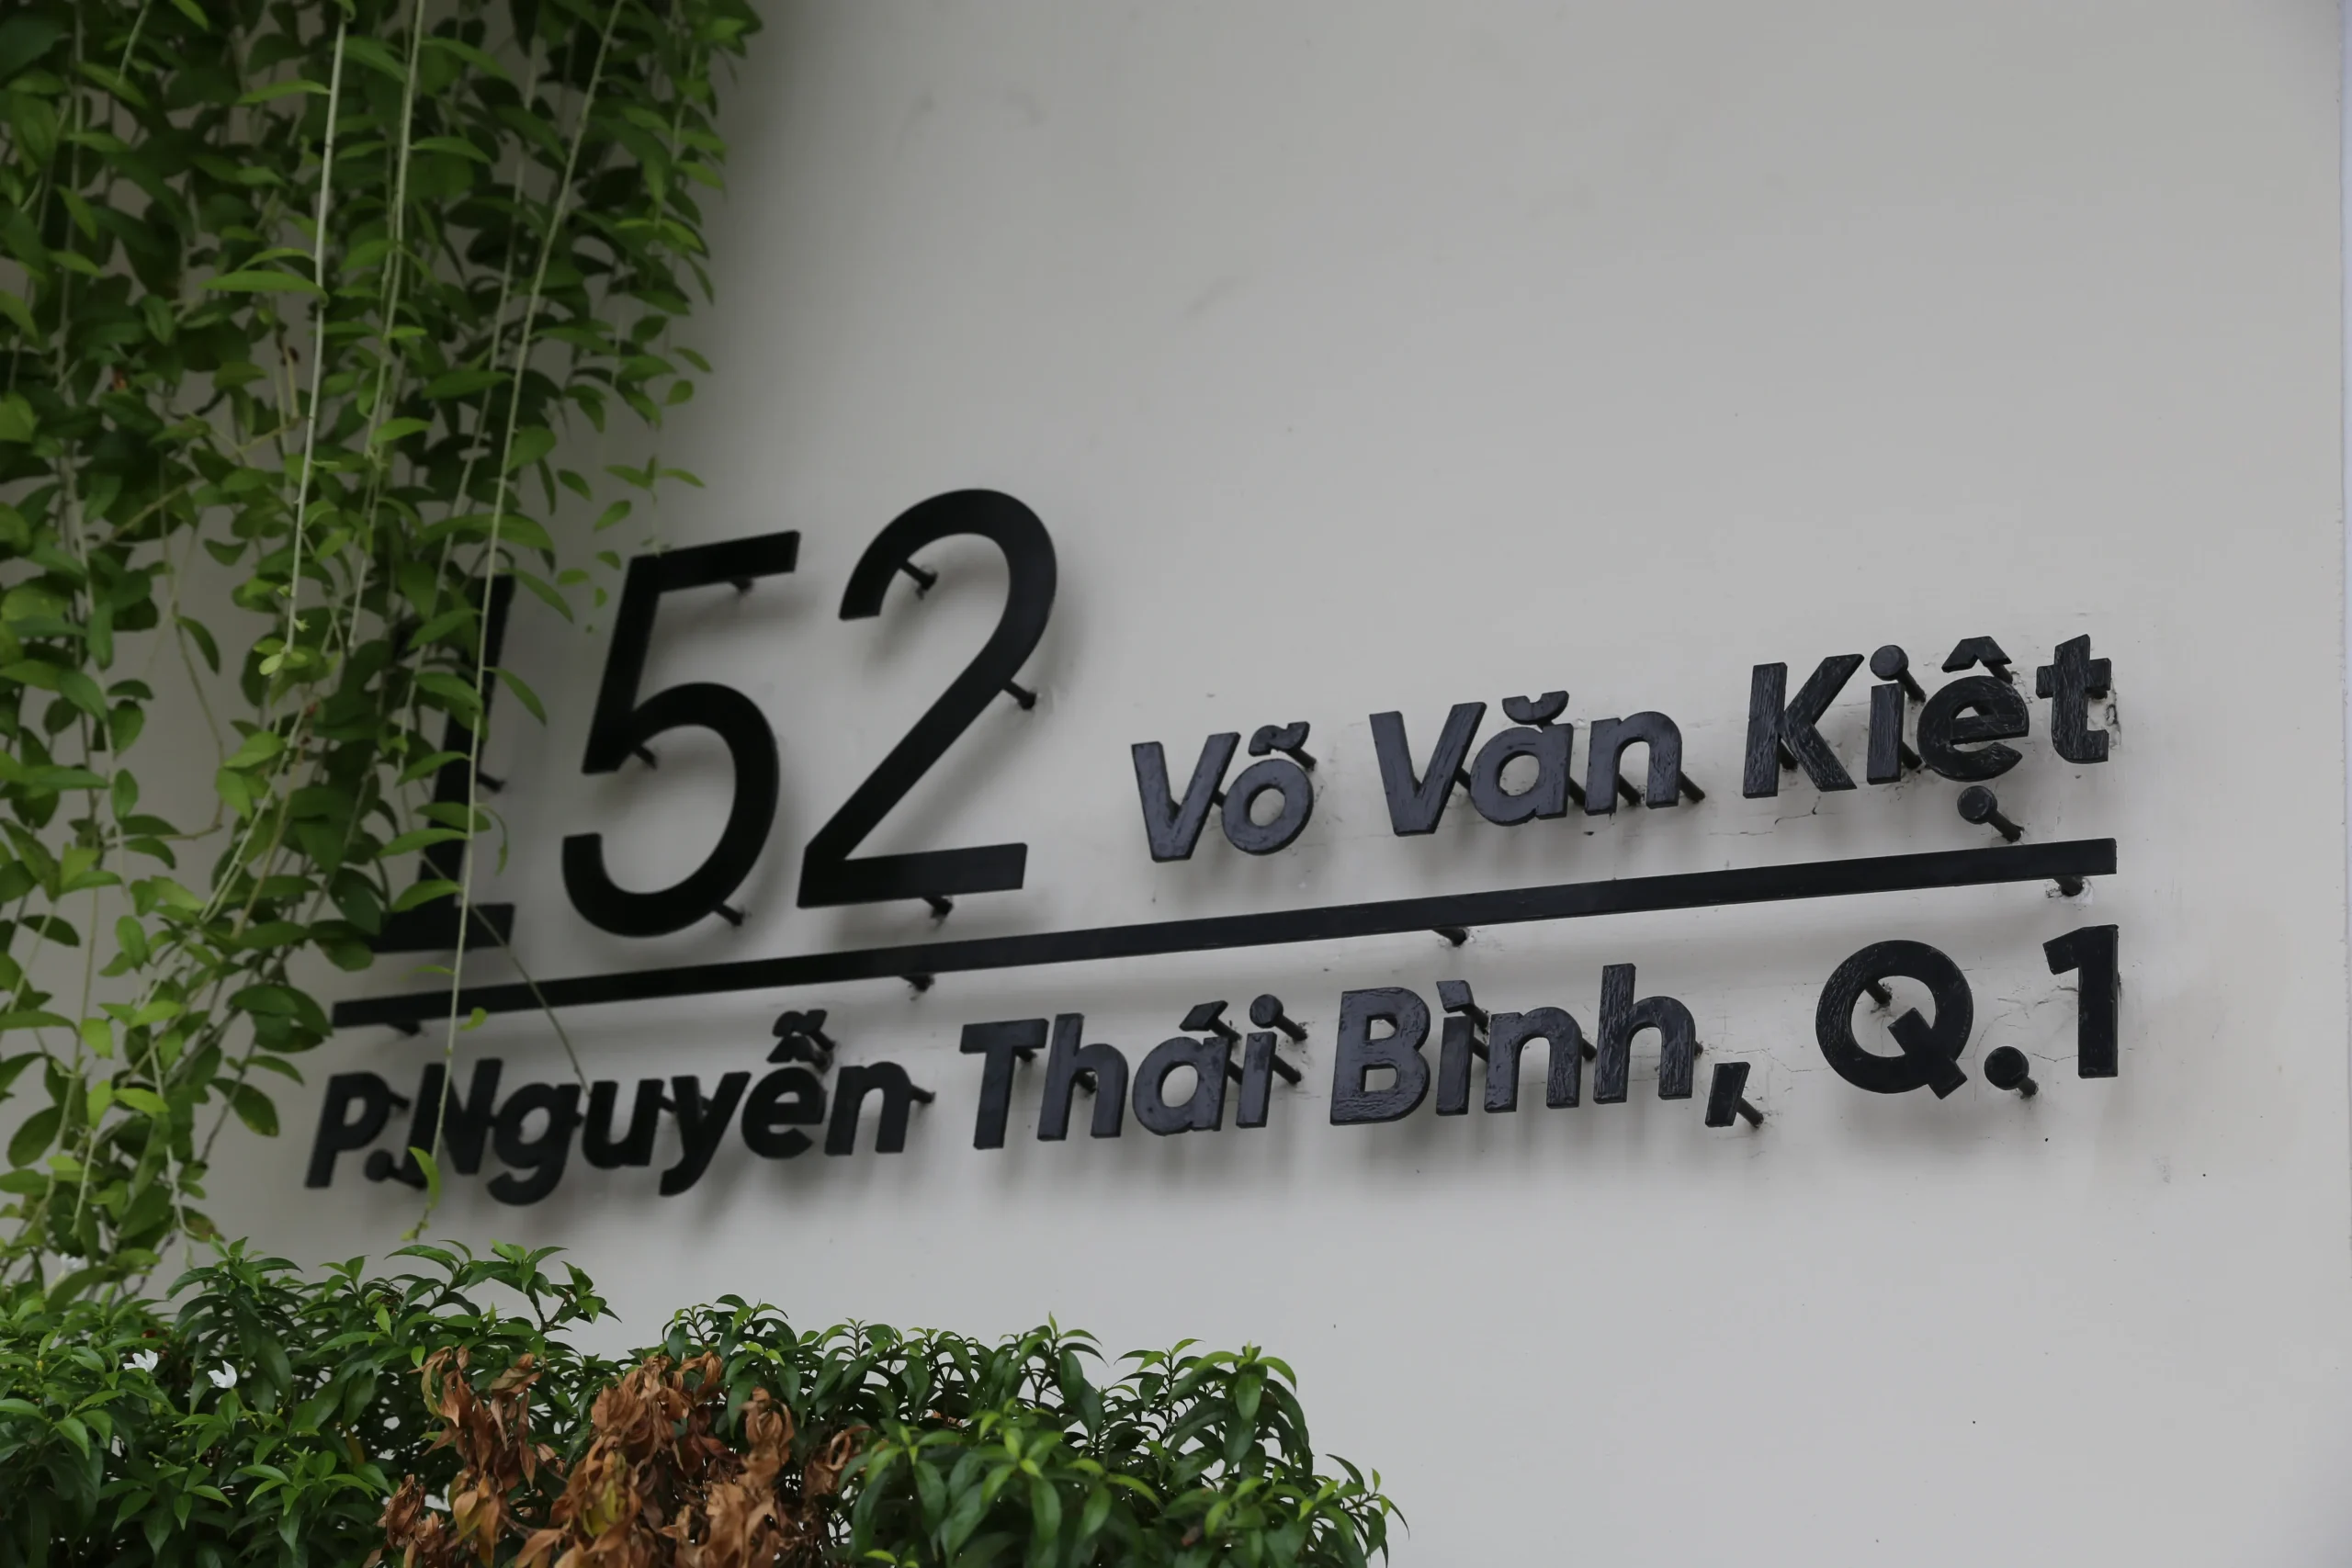 152 Võ Văn Kiệt
P.Nguyễn Thái Bình, Q.1